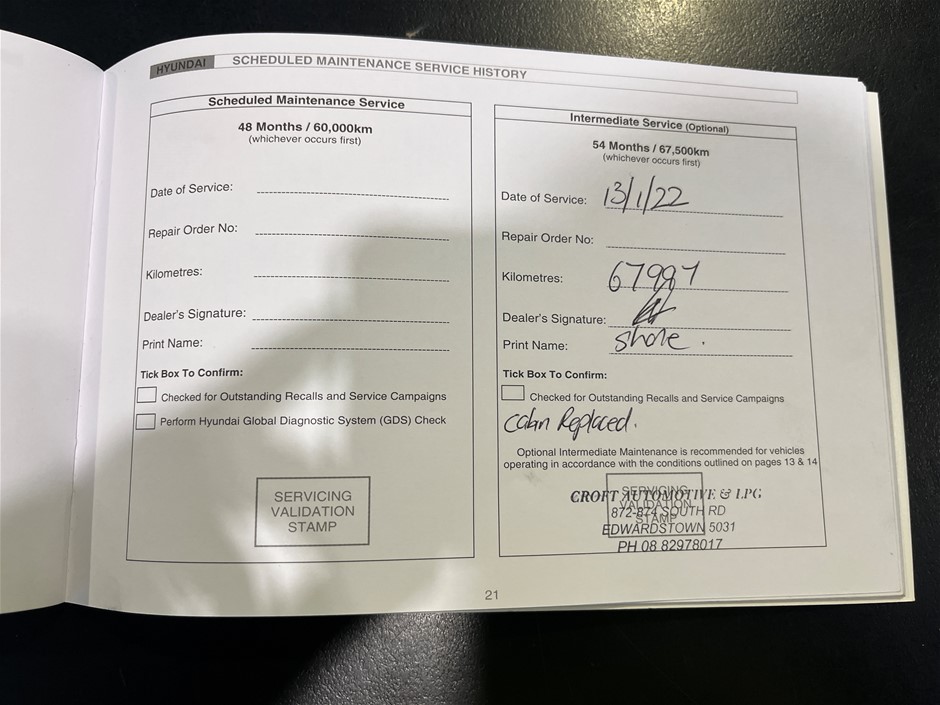 HYUNDAI SCHEDULED MAINTENANCE SERVICE HISTORY
Scheduled Maintenance Service
48 Months / 60,000km
(whichever occurs first)
Date of Service:
Repair Order No:
Kilometres:
Dealer's Signature:
Print Name:
Tick Box To Confirm:
Checked for Outstanding Recalls and Service Campaigns
Perform Hyundai Global Diagnostic System (GDS) Check
SERVICING
VALIDATION
STAMP
Intermediate Service (Optional)
54 Months / 67,500km
(whichever occurs first)
Date of Service: 13/1/22
Repair Order No:
Kilometres: 67997
Dealer's Signature:
Print Name: Shane.
Tick Box To Confirm:
Checked for Outstanding Recalls and Service Campaigns
Cabin Replaced.
Optional Intermediate Maintenance is recommended for vehicles
operating in accordance with the conditions outlined on pages 13 & 14
SERVICING
VALIDATION
STAMP
CROFT AUTOMOTIVE & LPG
872-874 SOUTH RD
EDWARDSTOWN 5031
PH 08 82978017
21